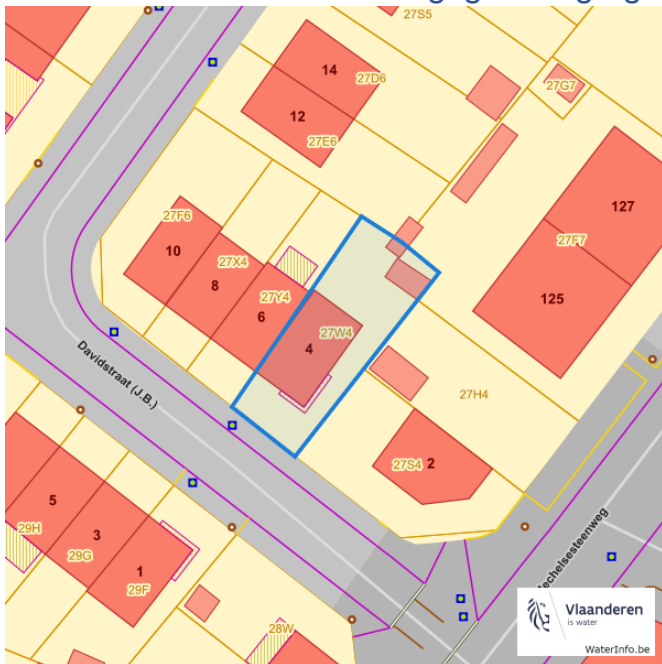 27S5
14
27D6
27G7
12
27E6
127
27F6
27F7
10
27X4
8
27Y4
125
6
27W4
4
Davidstraat (J.B.)
27H4
2
27S4
5
29H
3
29G
1
29F
28W
Vlaanderen
is water
WaterInfo.be